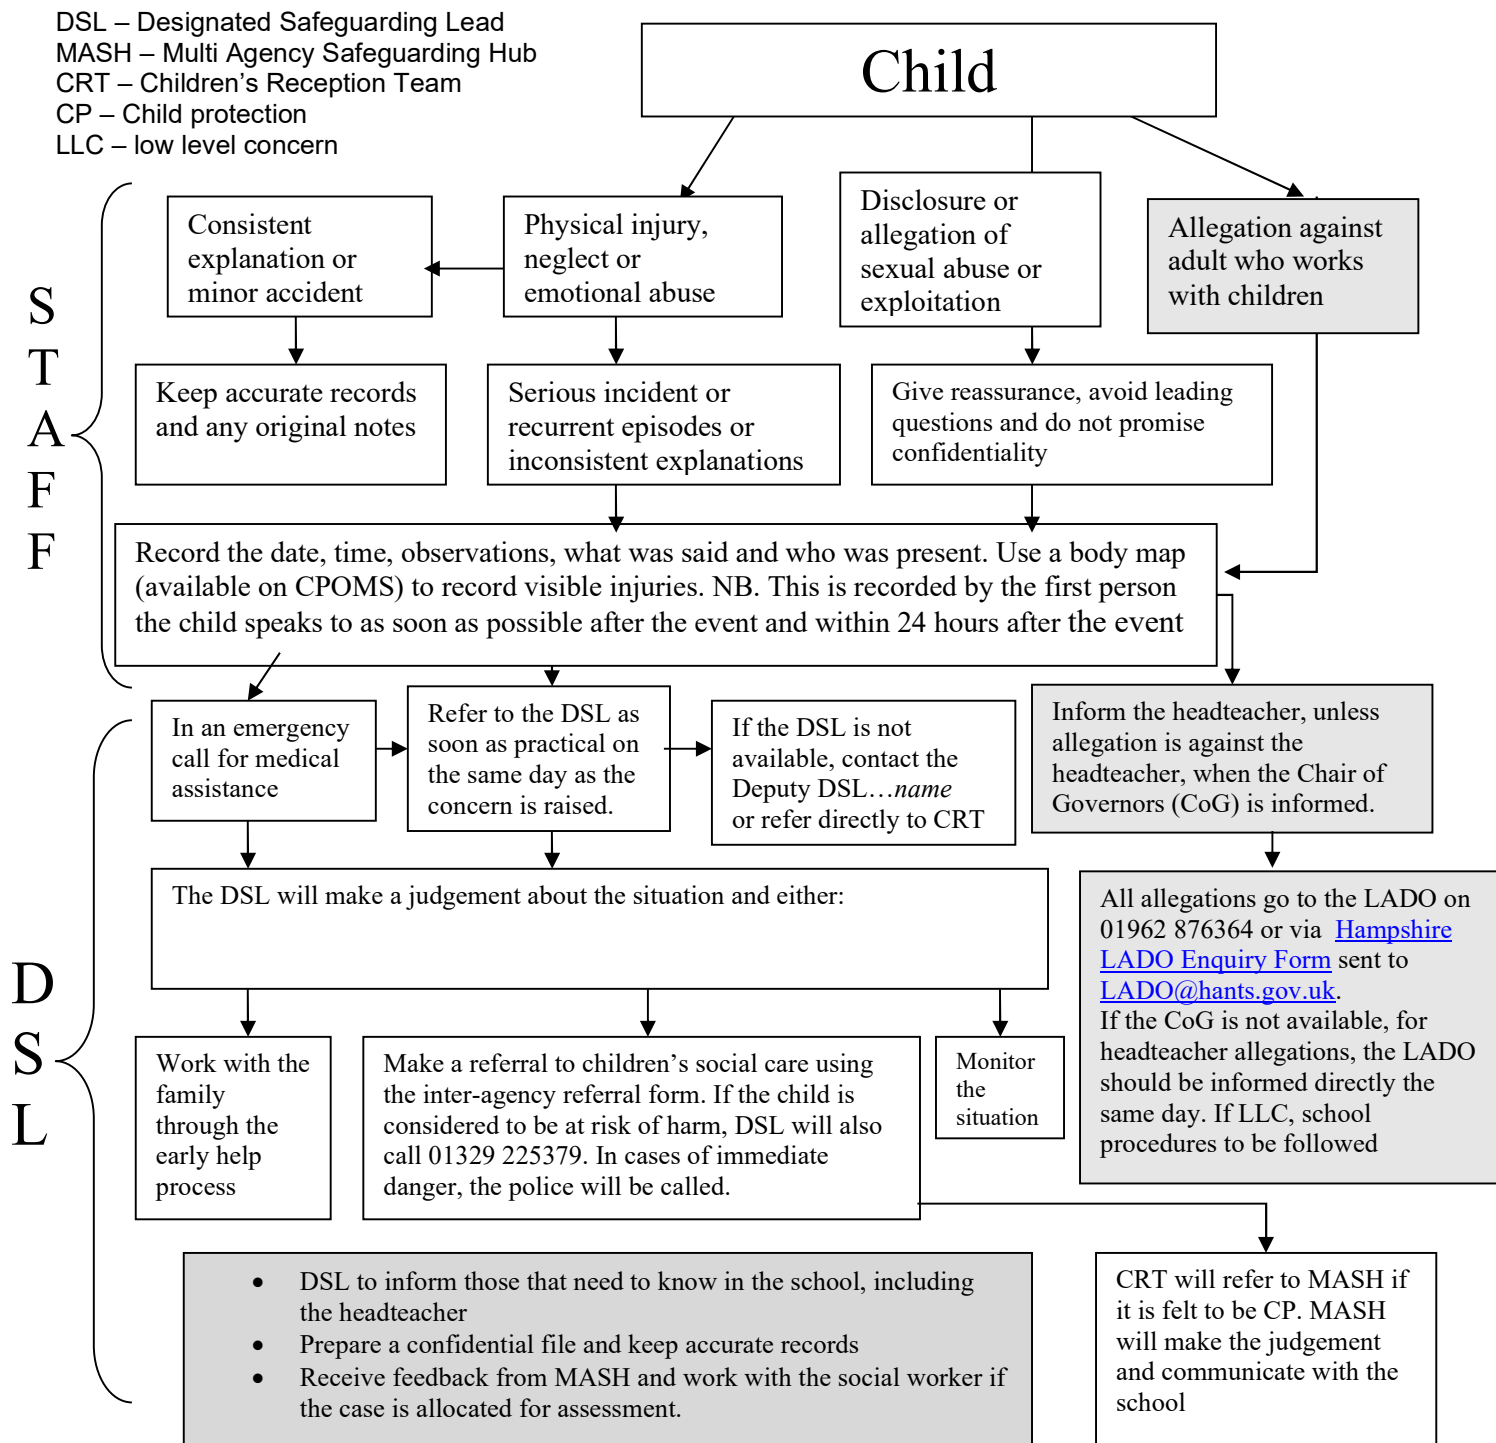 DSL – Designated Safeguarding Lead
MASH – Multi Agency Safeguarding Hub
CRT – Children's Reception Team
CP – Child protection
LLC – low level concern
Child
S
T
A
F
F
Consistent
explanation or
minor accident
Physical injury,
neglect or
emotional abuse
Disclosure or
allegation of
sexual abuse or
exploitation
Allegation against
adult who works
with children
Keep accurate records
and any original notes
Serious incident or
recurrent episodes or
inconsistent explanations
Give reassurance, avoid leading
questions and do not promise
confidentiality
Record the date, time, observations, what was said and who was present. Use a body map
(available on CPOMS) to record visible injuries. NB. This is recorded by the first person
the child speaks to as soon as possible after the event and within 24 hours after the event
D
S
L
In an emergency
call for medical
assistance
Refer to the DSL as
soon as practical on
the same day as the
concern is raised.
If the DSL is not
available, contact the
Deputy DSL…name
or refer directly to CRT
Inform the headteacher, unless
allegation is against the
headteacher, when the Chair of
Governors (CoG) is informed.
The DSL will make a judgement about the situation and either:
All allegations go to the LADO on
01962 876364 or via Hampshire
LADO Enquiry Form sent to
LADO@hants.gov.uk.
If the CoG is not available, for
headteacher allegations, the LADO
should be informed directly the
same day. If LLC, school
procedures to be followed
Work with the
family
through the
early help
process
Make a referral to children's social care using
the inter-agency referral form. If the child is
considered to be at risk of harm, DSL will also
call 01329 225379. In cases of immediate
danger, the police will be called.
Monitor
the
situation
• DSL to inform those that need to know in the school, including
the headteacher
• Prepare a confidential file and keep accurate records
• Receive feedback from MASH and work with the social worker if
the case is allocated for assessment.
CRT will refer to MASH if
it is felt to be CP. MASH
will make the judgement
and communicate with the
school